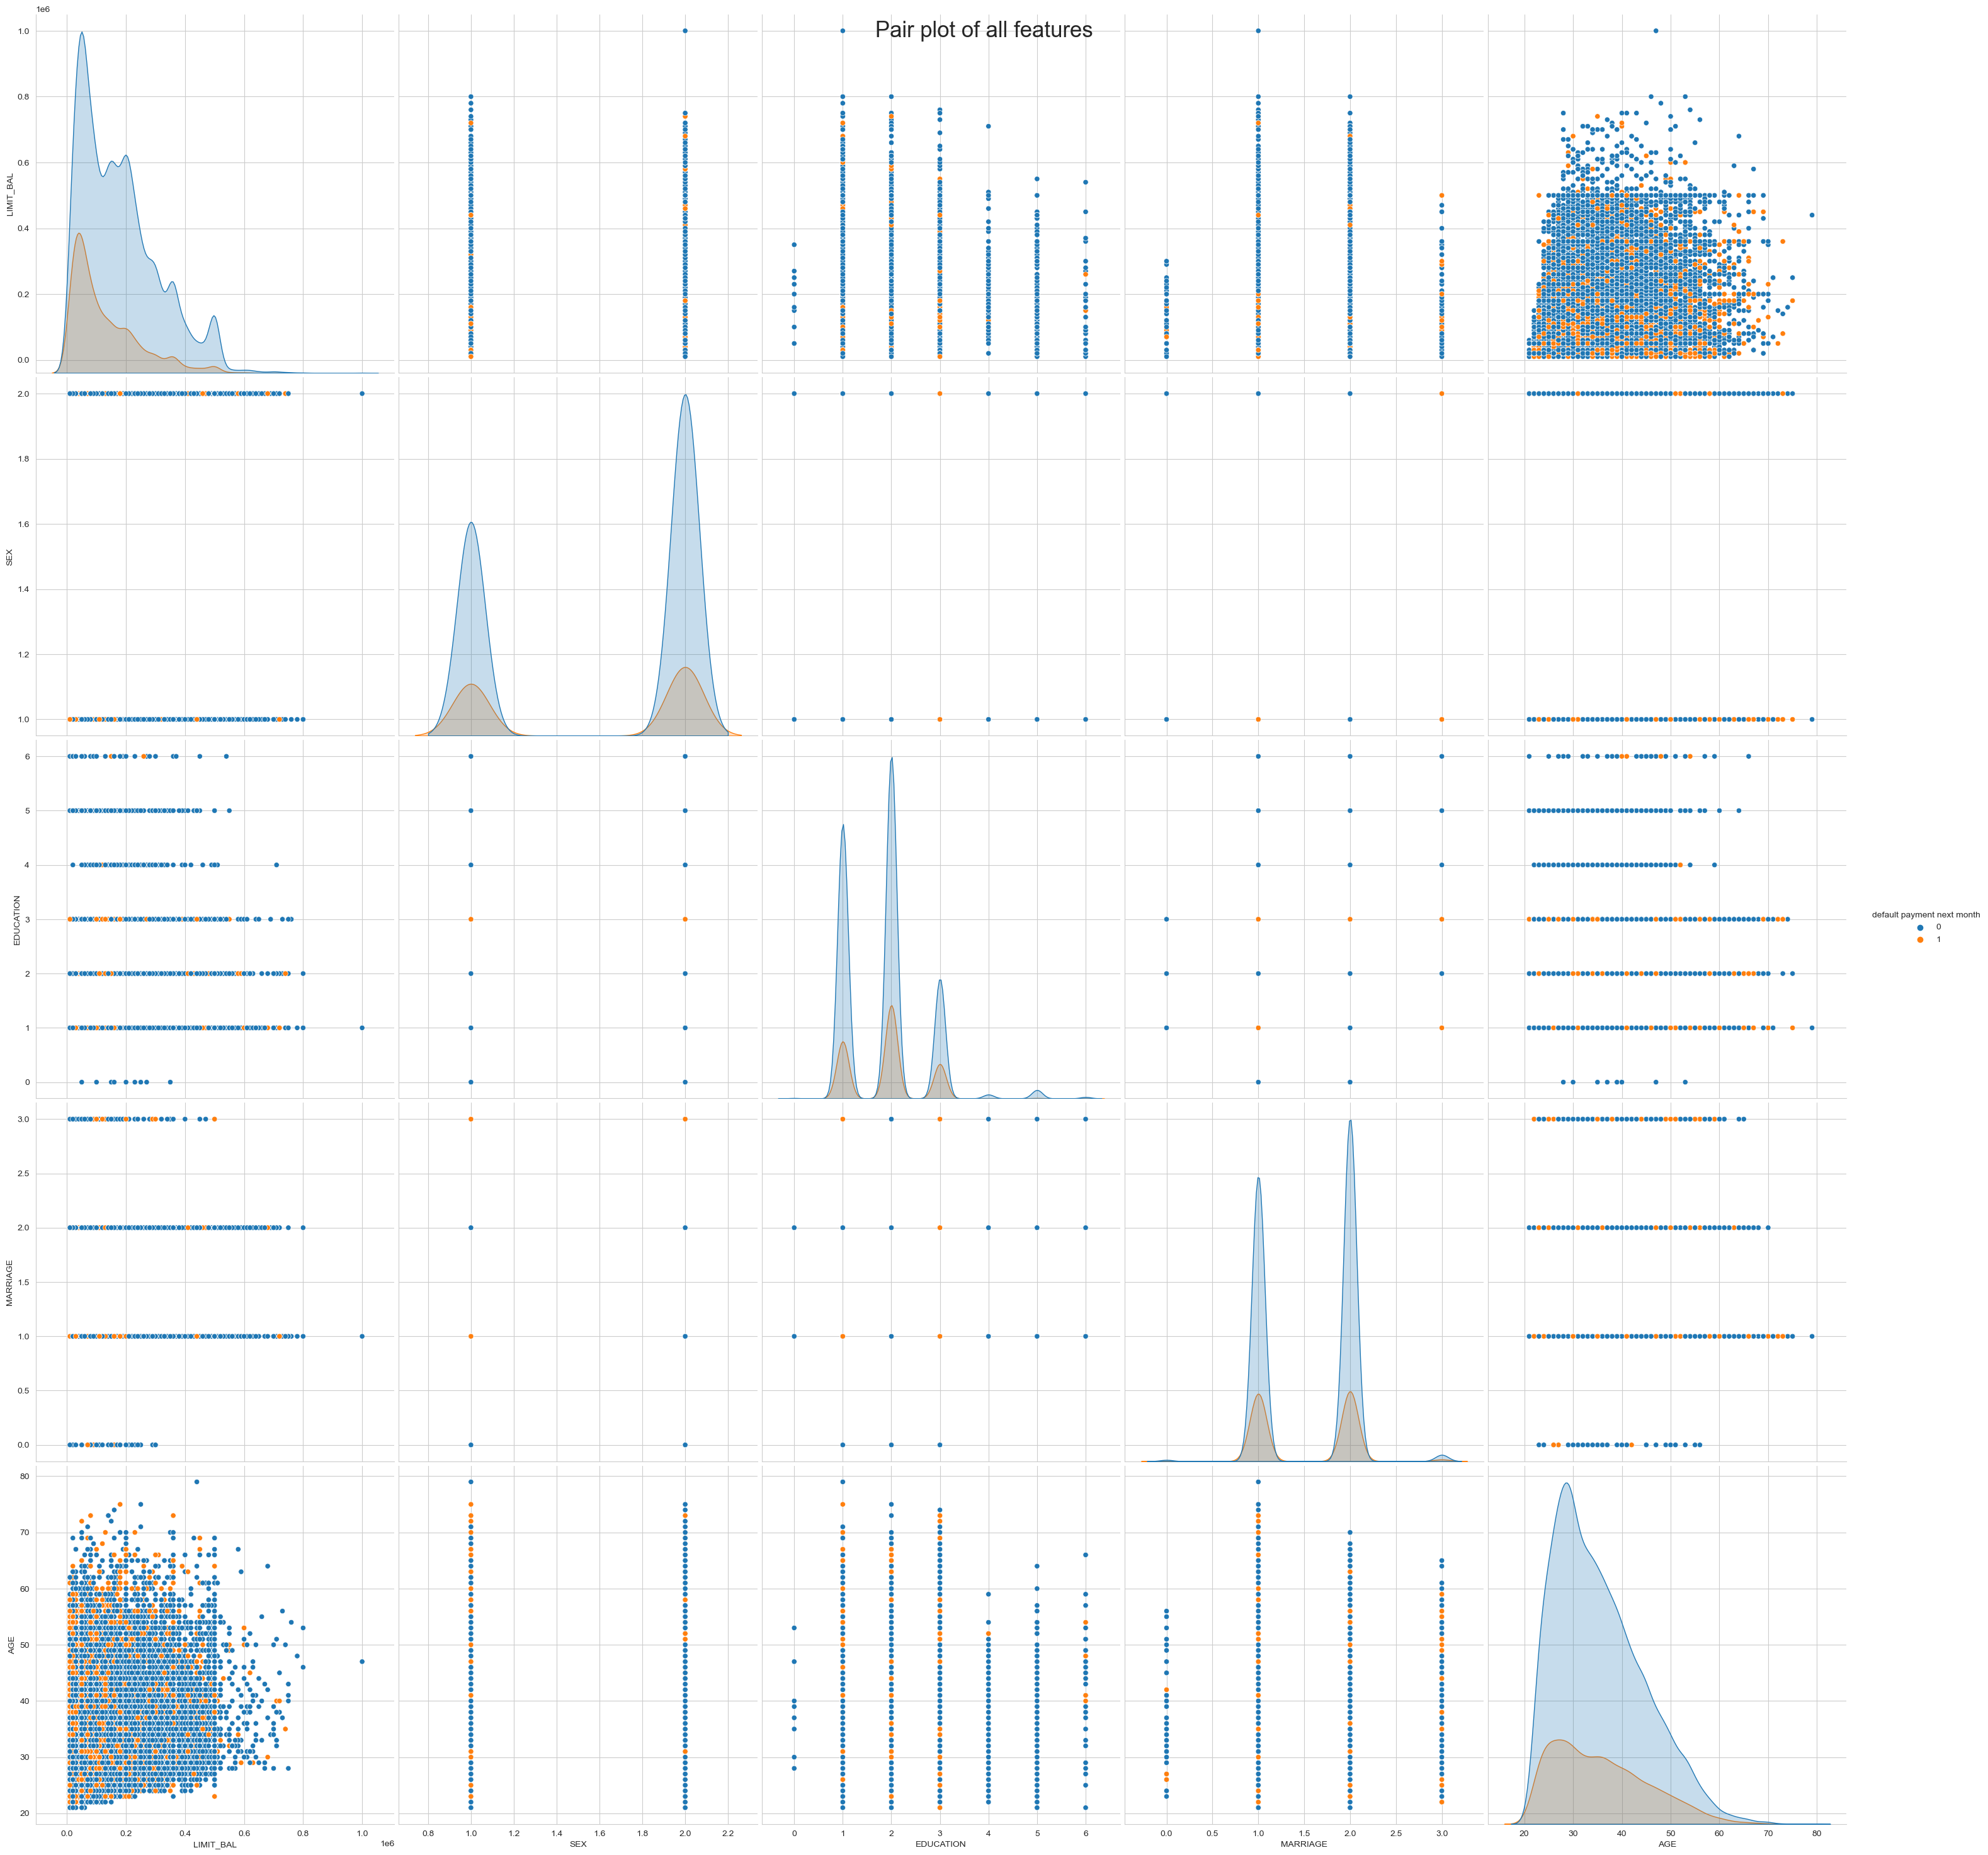 Pair plot of all features
1e6
1.0
0.8
0.6
0.4
0.2
0.0
LIMIT_BAL
2.0
1.8
1.6
1.4
1.2
1.0
SEX
6
5
4
3
2
1
0
EDUCATION
default payment next month
0
1
3.0
2.5
2.0
1.5
1.0
0.5
0.0
MARRIAGE
80
70
60
50
40
30
20
AGE
0.0 0.2 0.4 0.6 0.8 1.0
LIMIT_BAL
1e6
0.8 1.0 1.2 1.4 1.6 1.8 2.0 2.2
SEX
0 1 2 3 4 5 6
EDUCATION
0.0 0.5 1.0 1.5 2.0 2.5 3.0
MARRIAGE
20 30 40 50 60 70 80
AGE